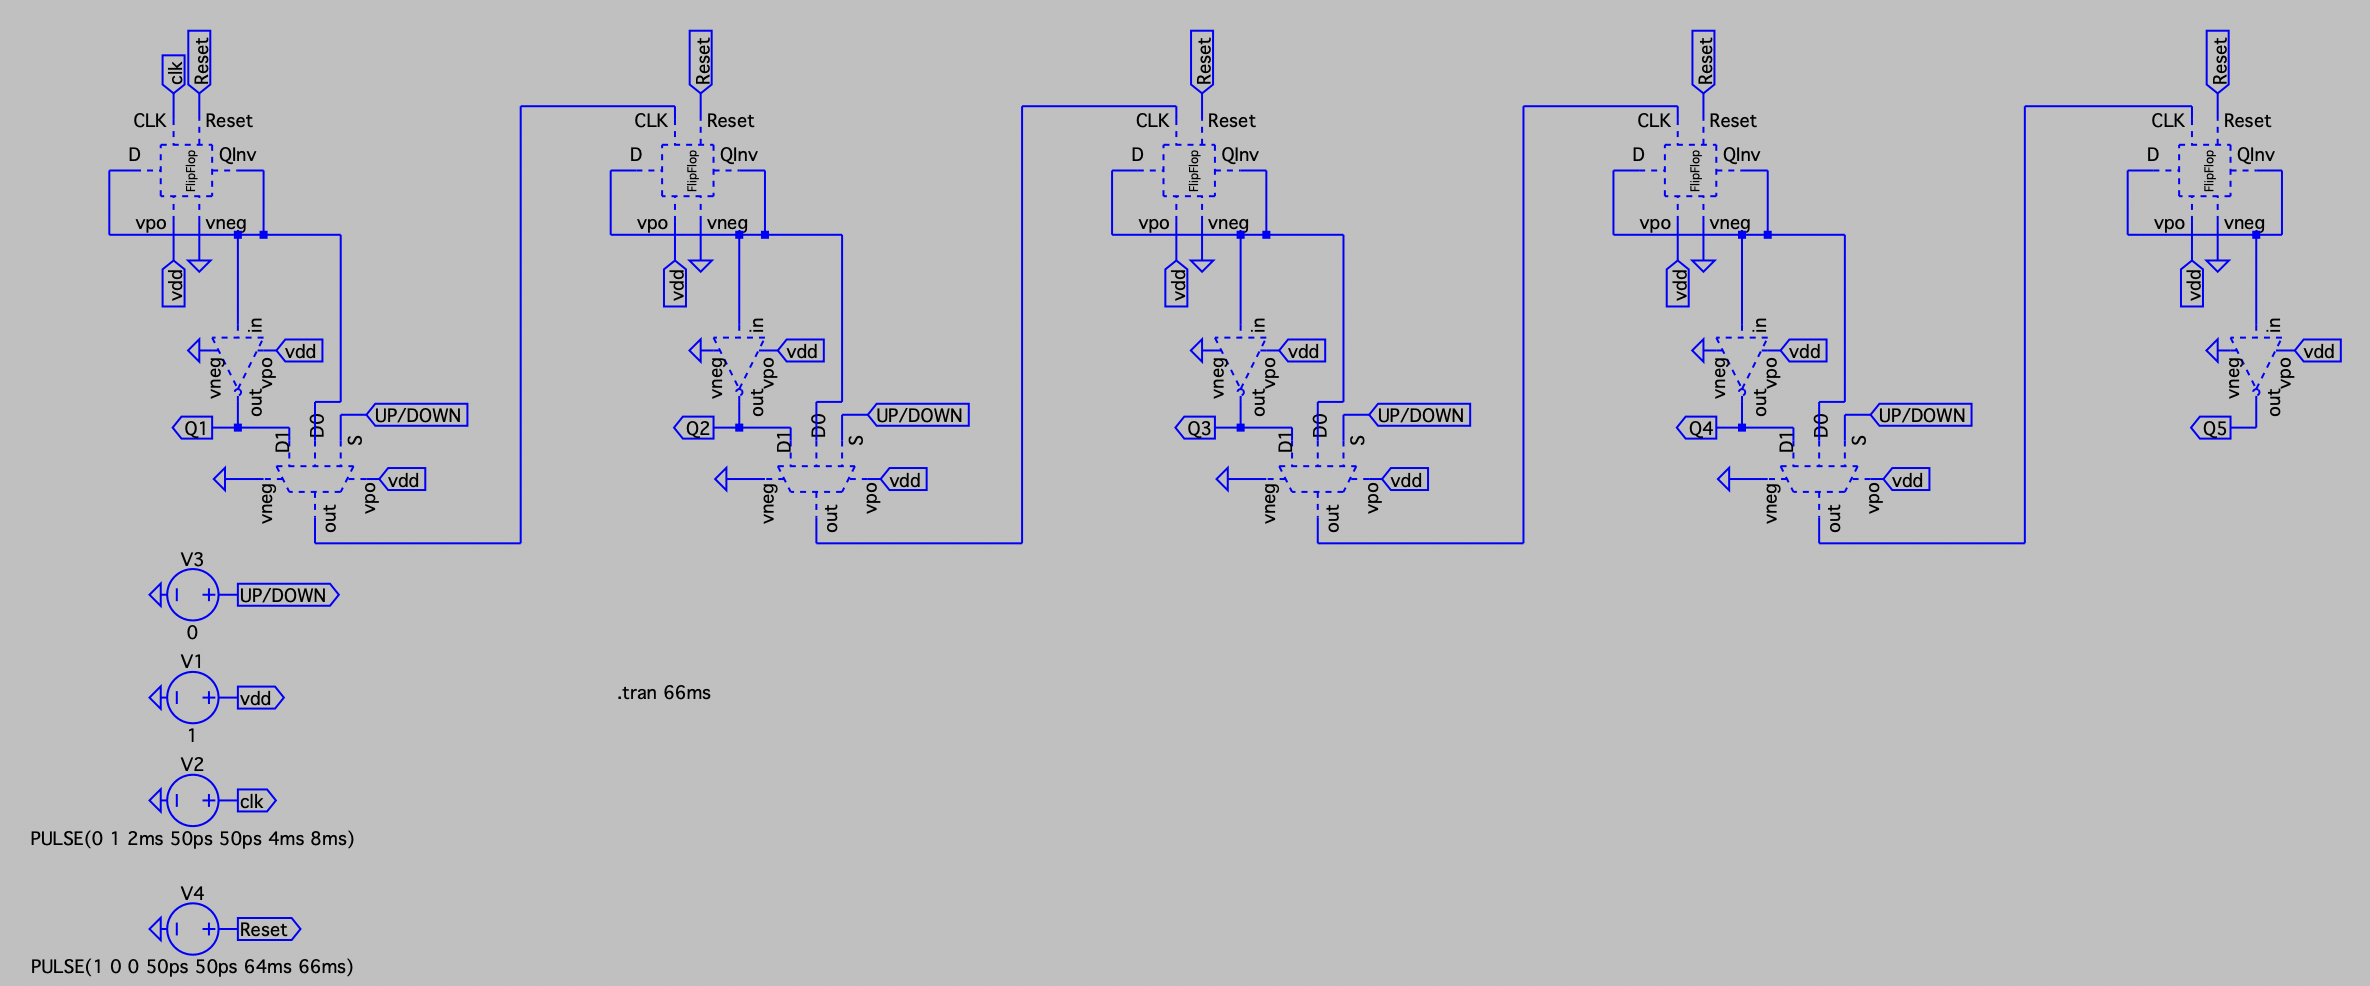 Reset
clk
Reset
Reset
Reset
Reset
CLK
Reset
CLK
Reset
CLK
Reset
CLK
Reset
CLK
Reset
D
FlipFlop
QInv
D
FlipFlop
QInv
D
FlipFlop
QInv
D
FlipFlop
QInv
D
FlipFlop
QInv
vpo
vneg
vpo
vneg
vpo
vneg
vpo
vneg
vpo
vneg
vdd
vdd
vdd
vdd
vdd
in
in
in
in
in
vneg
vpo
vdd
vneg
vpo
vdd
vneg
vpo
vdd
vneg
vpo
vdd
vneg
vpo
vdd
out
out
out
out
out
Q1
D1
D0
S
UP/DOWN
Q2
D1
D0
S
UP/DOWN
Q3
D1
D0
S
UP/DOWN
Q4
D1
D0
S
UP/DOWN
Q5
vneg
out
vpo
vdd
vneg
out
vpo
vdd
vneg
out
vpo
vdd
vneg
out
vpo
vdd
V3
UP/DOWN
0
V1
vdd
1
.tran 66ms
V2
clk
PULSE(0 1 2ms 50ps 50ps 4ms 8ms)
V4
Reset
PULSE(1 0 0 50ps 50ps 64ms 66ms)